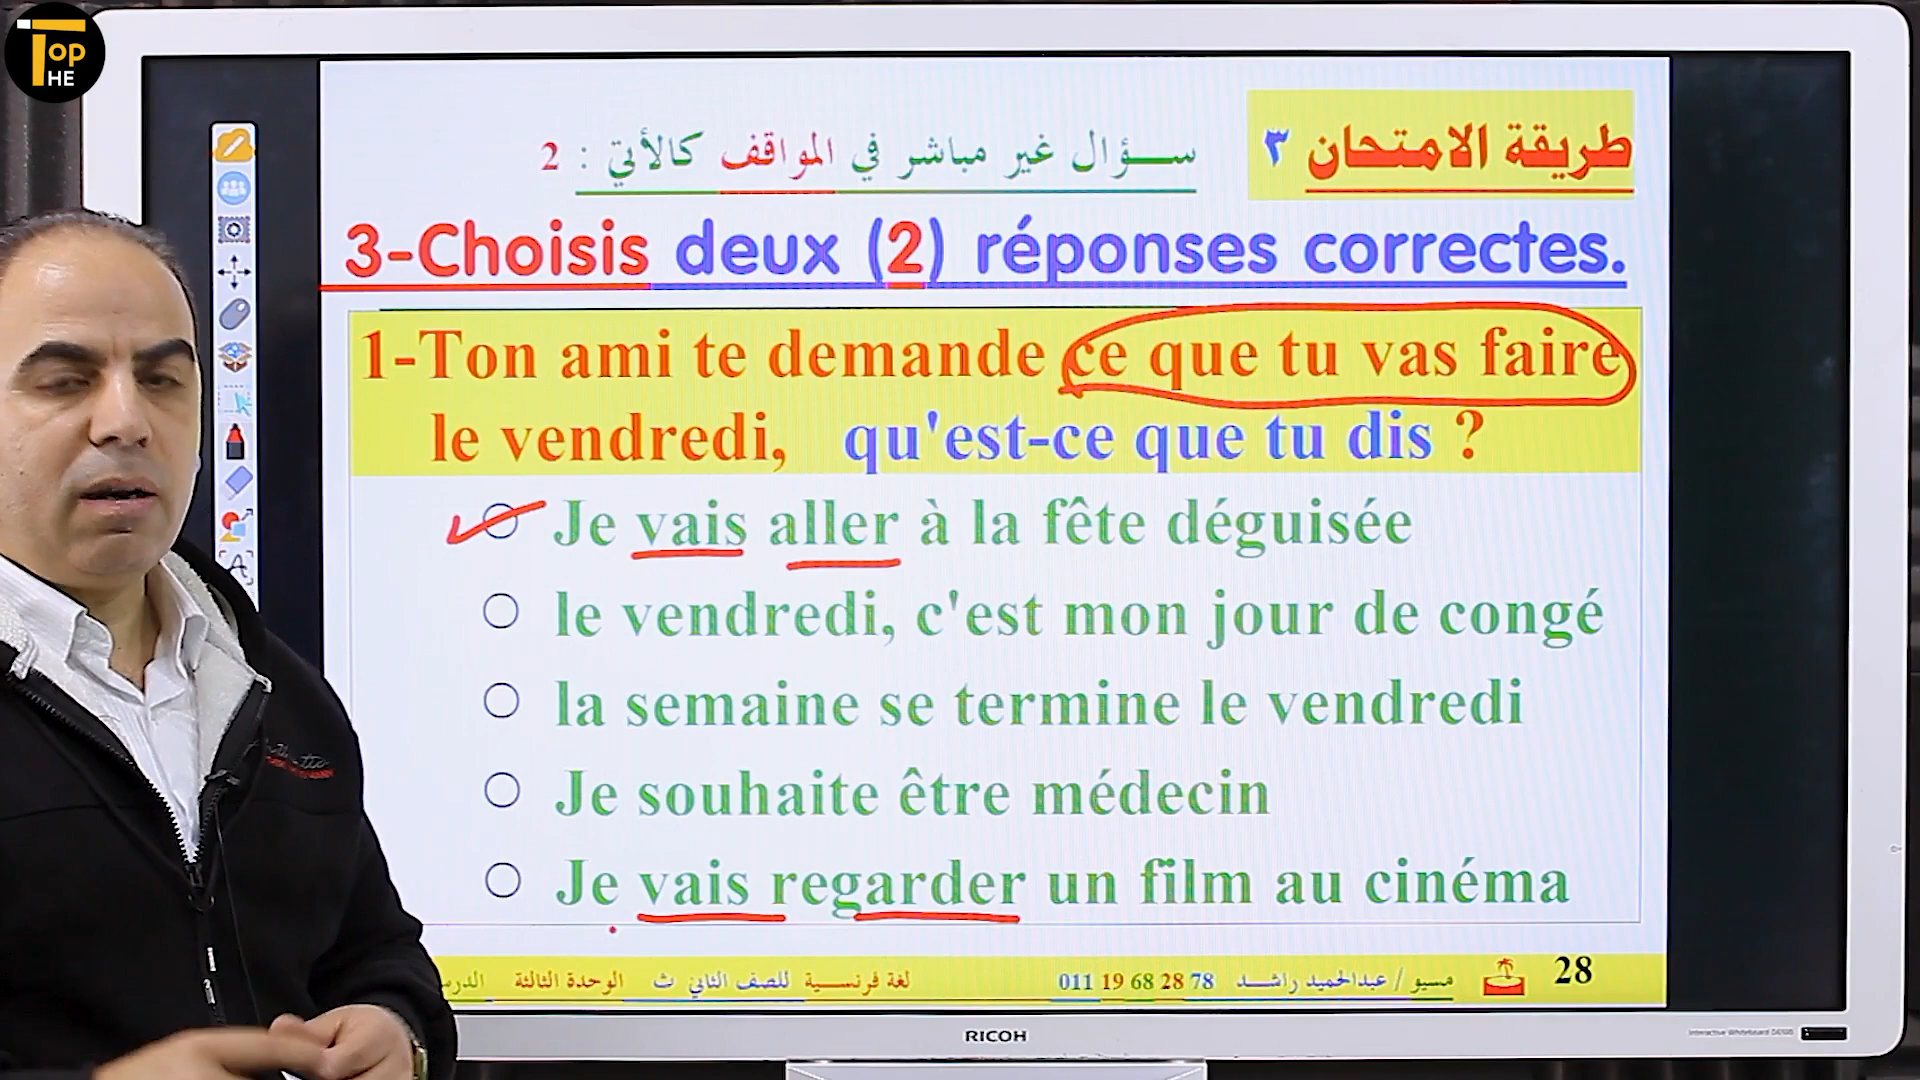 TOP
THE
طريقة الامتحان ٣
سؤال غير مباشر في المواقف كالأتي : 2
3-Choisis deux (2) réponses correctes.
1-Ton ami te demande ce que tu vas faire
le vendredi, qu'est-ce que tu dis ?
Je vais aller à la fête déguisée
le vendredi, c'est mon jour de congé
la semaine se termine le vendredi
Je souhaite être médecin
Je vais regarder un film au cinéma
28 مسيو / عبدالحميد راشد 011 19 68 28 78 لغة فرنسية للصف الثاني ث الوحدة الثالثة
RICOH